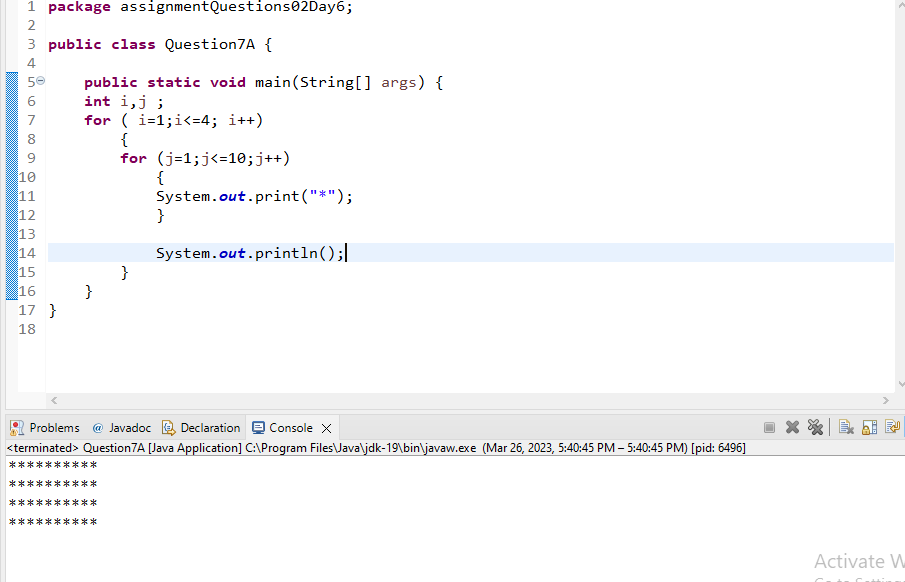 1 package assignmentQuestions02Day6;
2
3 public class Question7A {
4
5 public static void main(String[] args) {
6 int i,j ;
7 for ( i=1;i<=4; i++)
8 {
9 for (j=1;j<=10;j++)
10 {
11 System.out.print("*");
12 }
13
14 System.out.println();
15 }
16 }
17 }
18
Problems @ Javadoc Declaration Console
<terminated> Question7A [Java Application] C:\Program Files\Java\jdk-19\bin\javaw.exe (Mar 26, 2023, 5:40:45 PM – 5:40:45 PM) [pid: 6496]
**********
**********
**********
**********
Activate W